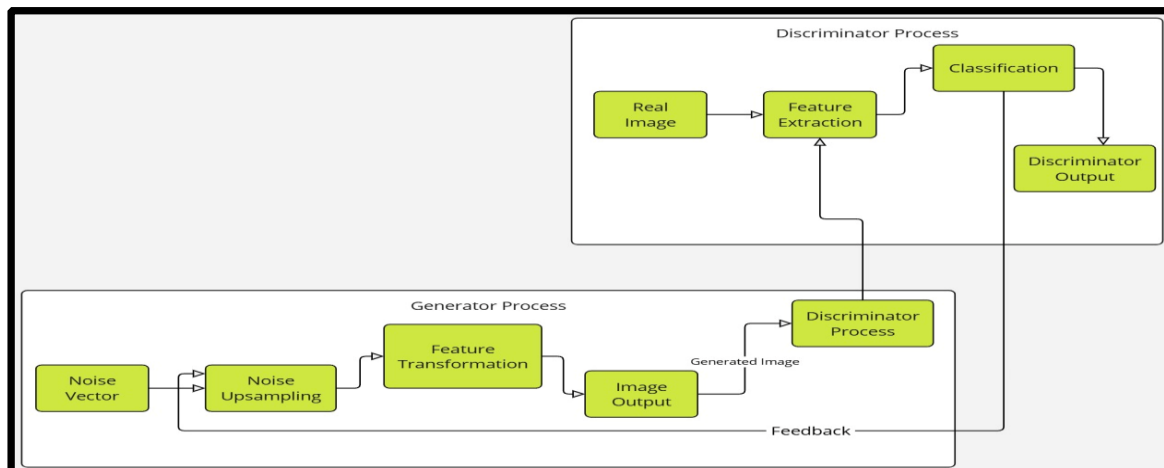 Discriminator Process
Classification
Real
Image
Feature
Extraction
Discriminator
Output
Generator Process
Discriminator
Process
Feature
Transformation
Generated Image
Noise
Vector
Noise
Upsampling
Image
Output
Feedback